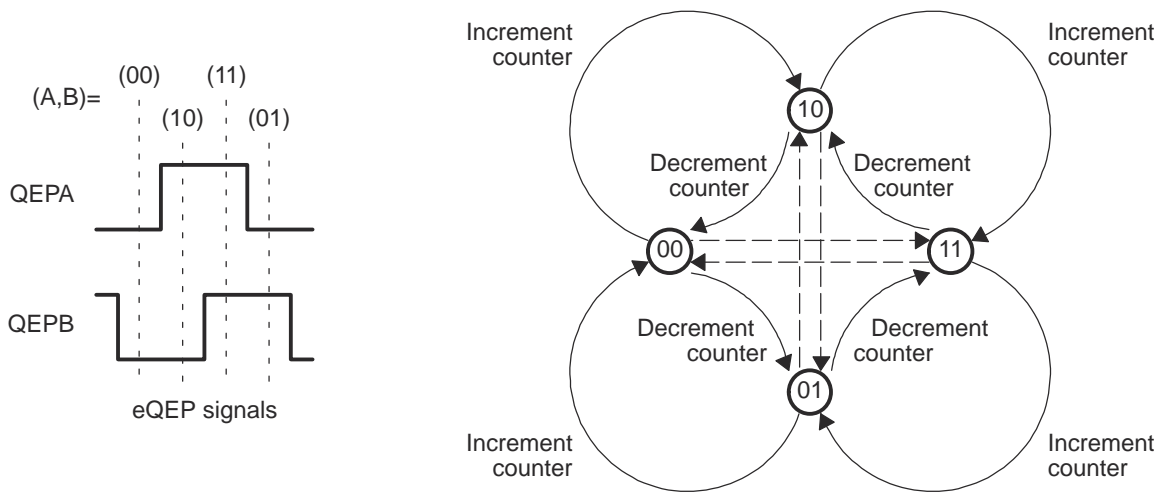 (00)
(11)
(A,B)=
(10)
(01)
QEPA
QEPB
eQEP signals
Increment
counter
Increment
counter
10
Decrement
counter
Decrement
counter
00
11
Decrement
counter
Decrement
counter
01
Increment
counter
Increment
counter